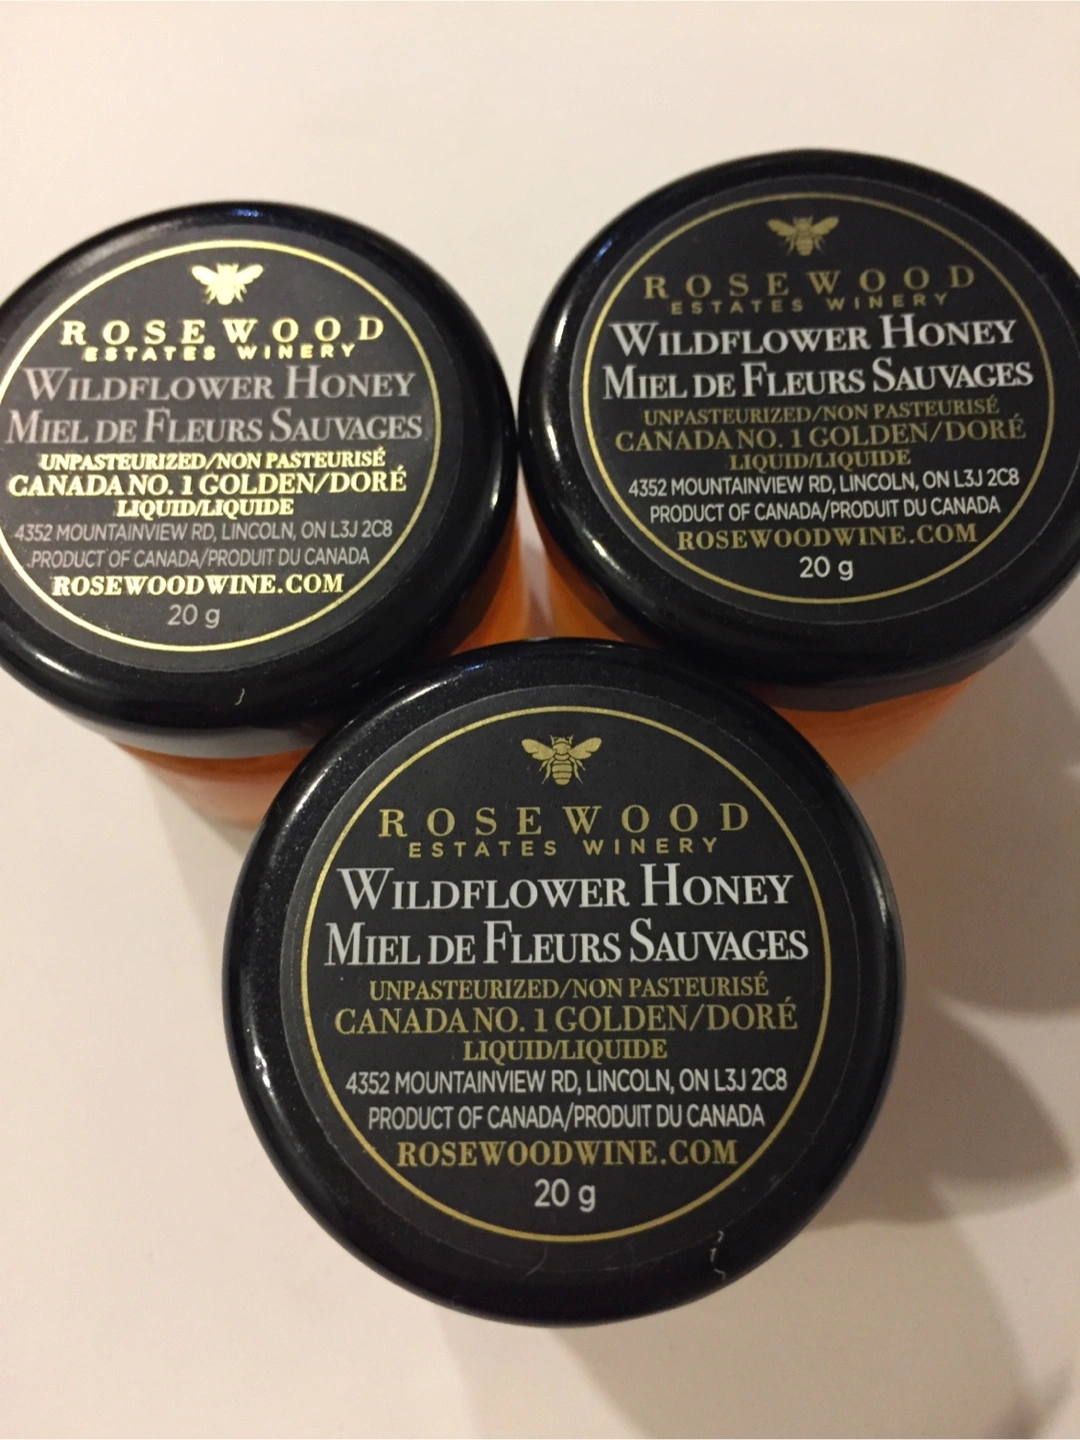 ROSEWOOD
ESTATES WINERY
WILDFLOWER HONEY
MIEL DE FLEURS SAUVAGES
UNPASTEURIZED/NON PASTEURISÉ
CANADA NO. 1 GOLDEN/DORÉ
LIQUID/LIQUIDE
4352 MOUNTAINVIEW RD, LINCOLN, ON L3J 2C8
PRODUCT OF CANADA/PRODUIT DU CANADA
ROSEWOODWINE.COM
20 g
ROSEWOOD
ESTATES WINERY
WILDFLOWER HONEY
MIEL DE FLEURS SAUVAGES
UNPASTEURIZED/NON PASTEURISÉ
CANADA NO. 1 GOLDEN/DORÉ
LIQUID/LIQUIDE
4352 MOUNTAINVIEW RD, LINCOLN, ON L3J 2C8
PRODUCT OF CANADA/PRODUIT DU CANADA
ROSEWOODWINE.COM
20 g
ROSEWOOD
ESTATES WINERY
WILDFLOWER HONEY
MIEL DE FLEURS SAUVAGES
UNPASTEURIZED/NON PASTEURISÉ
CANADA NO. 1 GOLDEN/DORÉ
LIQUID/LIQUIDE
4352 MOUNTAINVIEW RD, LINCOLN, ON L3J 2C8
PRODUCT OF CANADA/PRODUIT DU CANADA
ROSEWOODWINE.COM
20 g